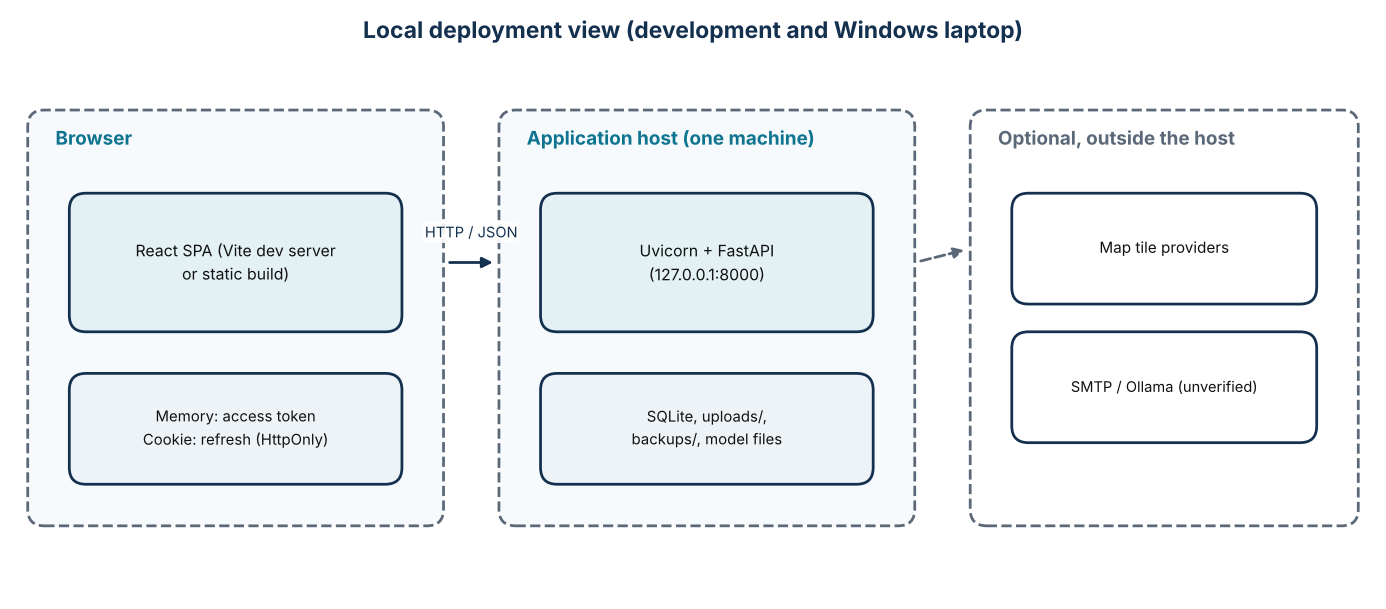 Local deployment view (development and Windows laptop)
Browser
React SPA (Vite dev server
or static build)
Memory: access token
Cookie: refresh (HttpOnly)
HTTP / JSON
Application host (one machine)
Uvicorn + FastAPI
(127.0.0.1:8000)
SQLite, uploads/,
backups/, model files
Optional, outside the host
Map tile providers
SMTP / Ollama (unverified)